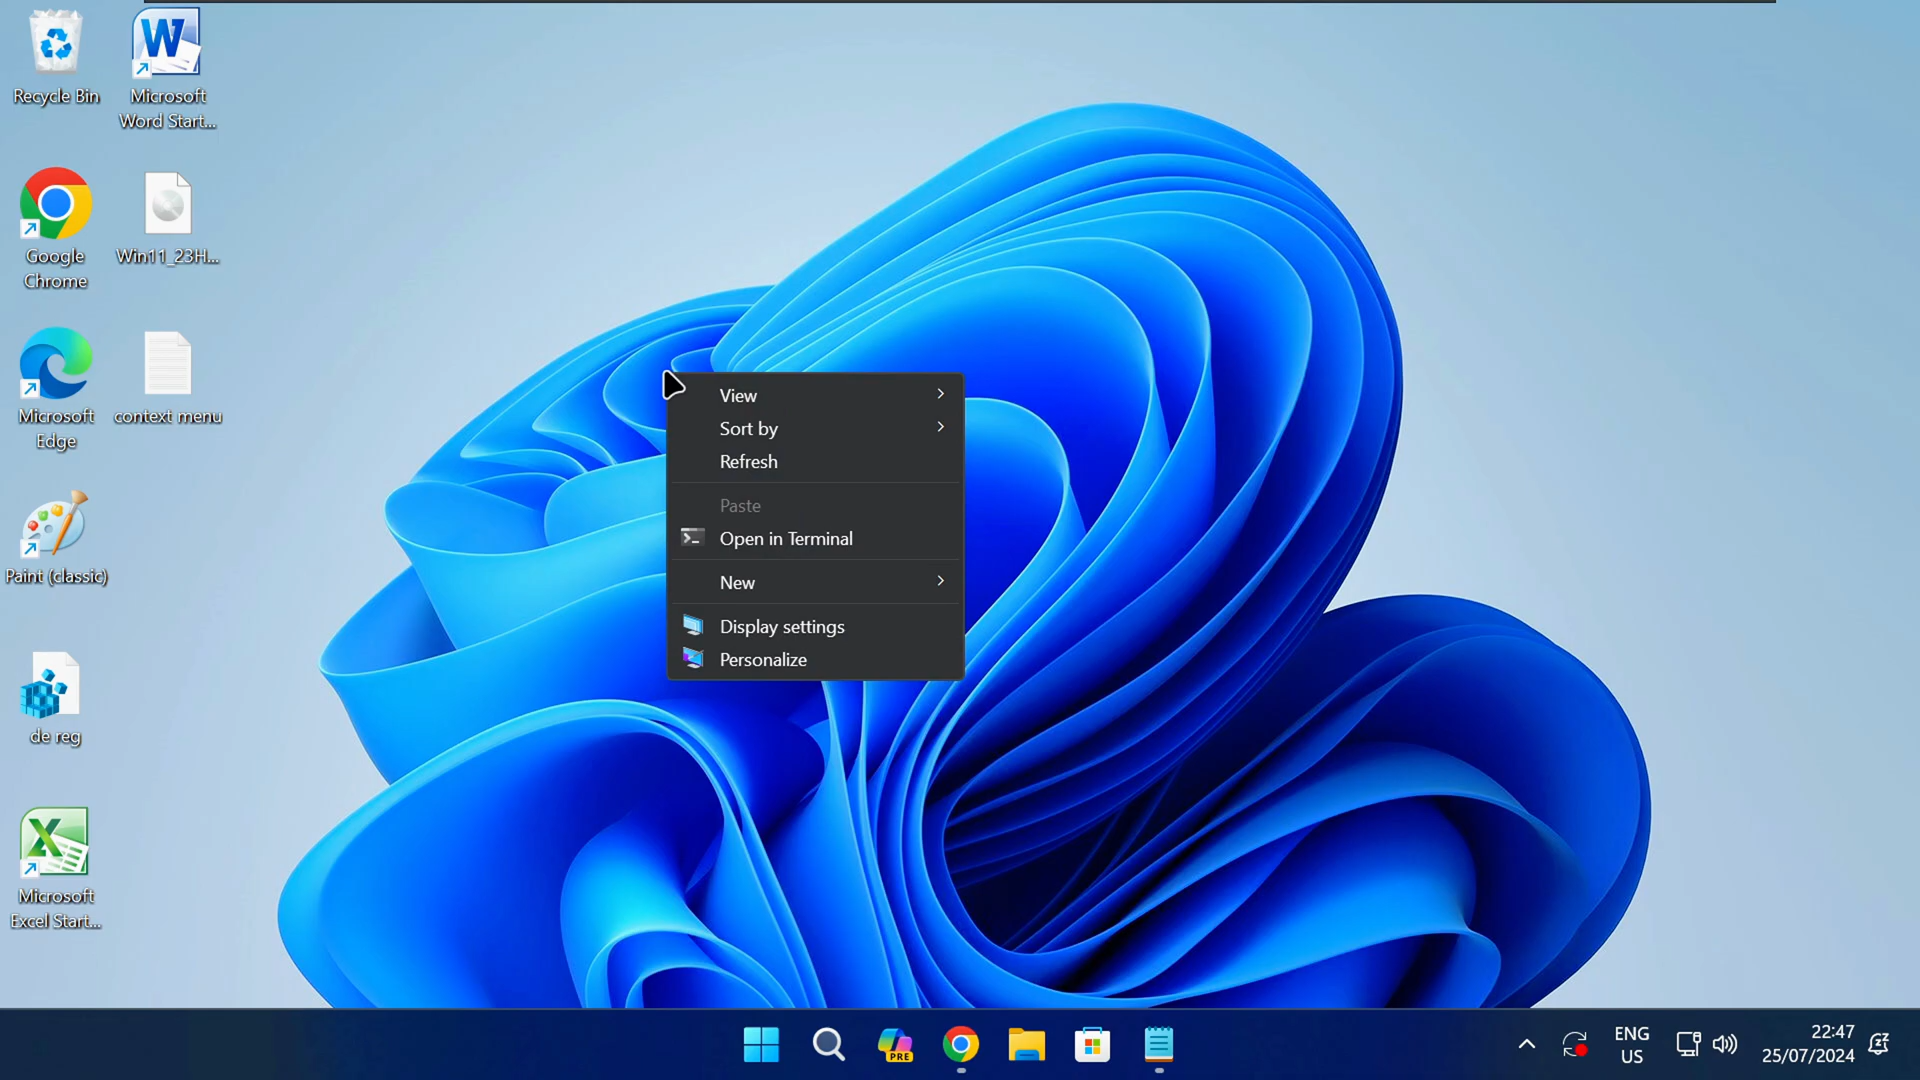 Recycle Bin
Microsoft
Word Start...
Google
Chrome
Win11_23H...
Microsoft
Edge
context menu
Paint (classic)
de reg
Microsoft
Excel Start...
View
Sort by
Refresh
Paste
Open in Terminal
New
Display settings
Personalize
PRE
ENG
US
22:47
25/07/2024